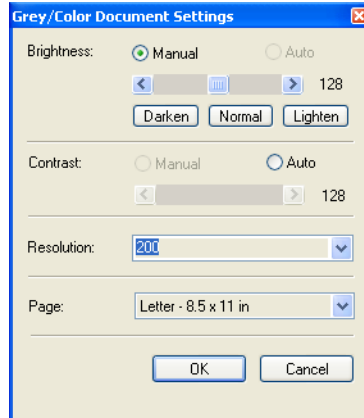 Grey/Color Document Settings
Brightness: Manual Auto
128
Darken Normal Lighten
Contrast: Manual Auto
128
Resolution: 200
Page: Letter - 8.5 x 11 in
OK Cancel